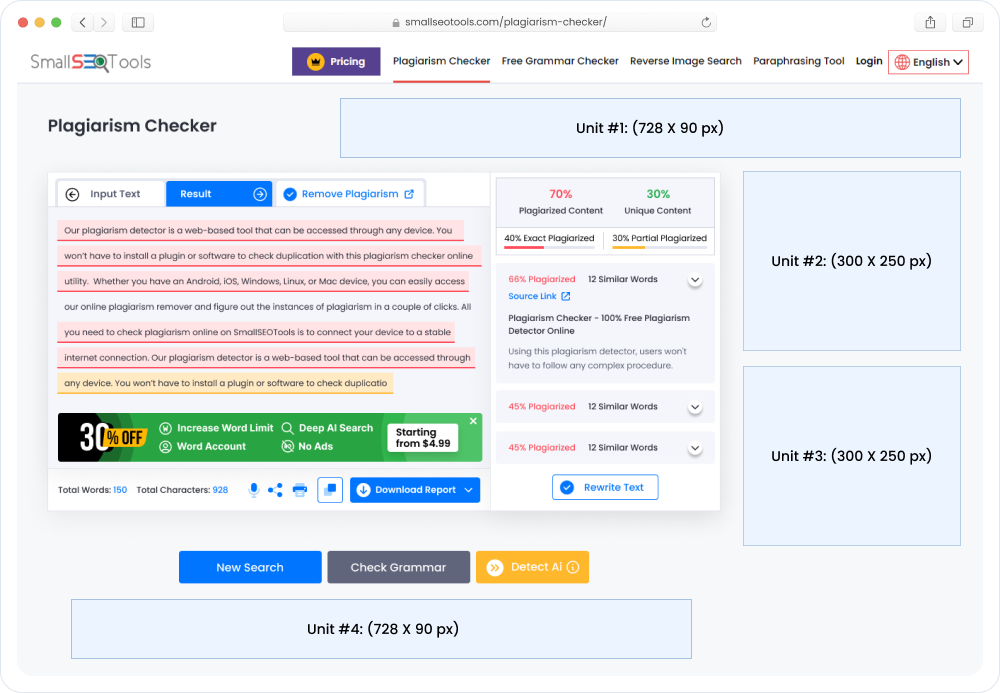 smallseotools.com/plagiarism-checker/
SmallSEOTools
Pricing
Plagiarism Checker
Free Grammar Checker
Reverse Image Search
Paraphrasing Tool
Login
English
Plagiarism Checker
Unit #1: (728 X 90 px)
Input Text
Result
Remove Plagiarism
Our plagiarism detector is a web-based tool that can be accessed through any device. You
won't have to install a plugin or software to check duplication with this plagiarism checker online
utility. Whether you have an Android, iOS, Windows, Linux, or Mac device, you can easily access
our online plagiarism remover and figure out the instances of plagiarism in a couple of clicks. All
you need to check plagiarism online on SmallSEOTools is to connect your device to a stable
internet connection. Our plagiarism detector is a web-based tool that can be accessed through
any device. You won't have to install a plugin or software to check duplicatio
30% OFF
Increase Word Limit
Deep AI Search
Word Account
No Ads
Starting
from $4.99
Total Words: 150
Total Characters: 928
Download Report
70%
Plagiarized Content
30%
Unique Content
40% Exact Plagiarized
30% Partial Plagiarized
66% Plagiarized
12 Similar Words
Source Link
Plagiarism Checker - 100% Free Plagiarism
Detector Online
Using this plagiarism detector, users won't
have to follow any complex procedure.
45% Plagiarized
12 Similar Words
45% Plagiarized
12 Similar Words
Rewrite Text
Unit #2: (300 X 250 px)
Unit #3: (300 X 250 px)
New Search
Check Grammar
Detect Ai
Unit #4: (728 X 90 px)